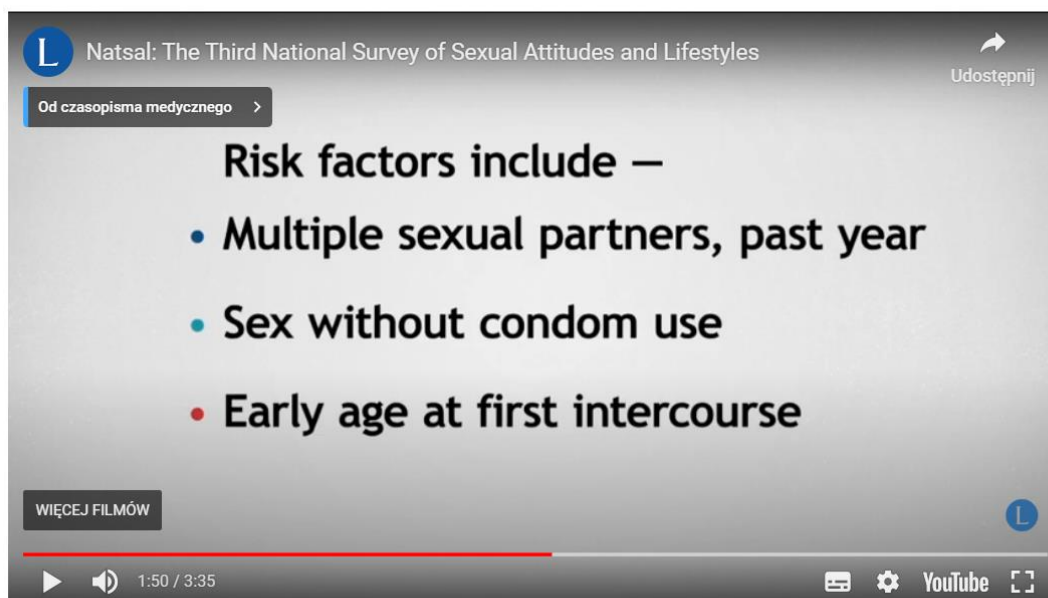 L
Natsal: The Third National Survey of Sexual Attitudes and Lifestyles
Udostępnij
Od czasopisma medycznego
Risk factors include –
• Multiple sexual partners, past year
• Sex without condom use
• Early age at first intercourse
WIĘCEJ FILMÓW
L
1:50 / 3:35
YouTube